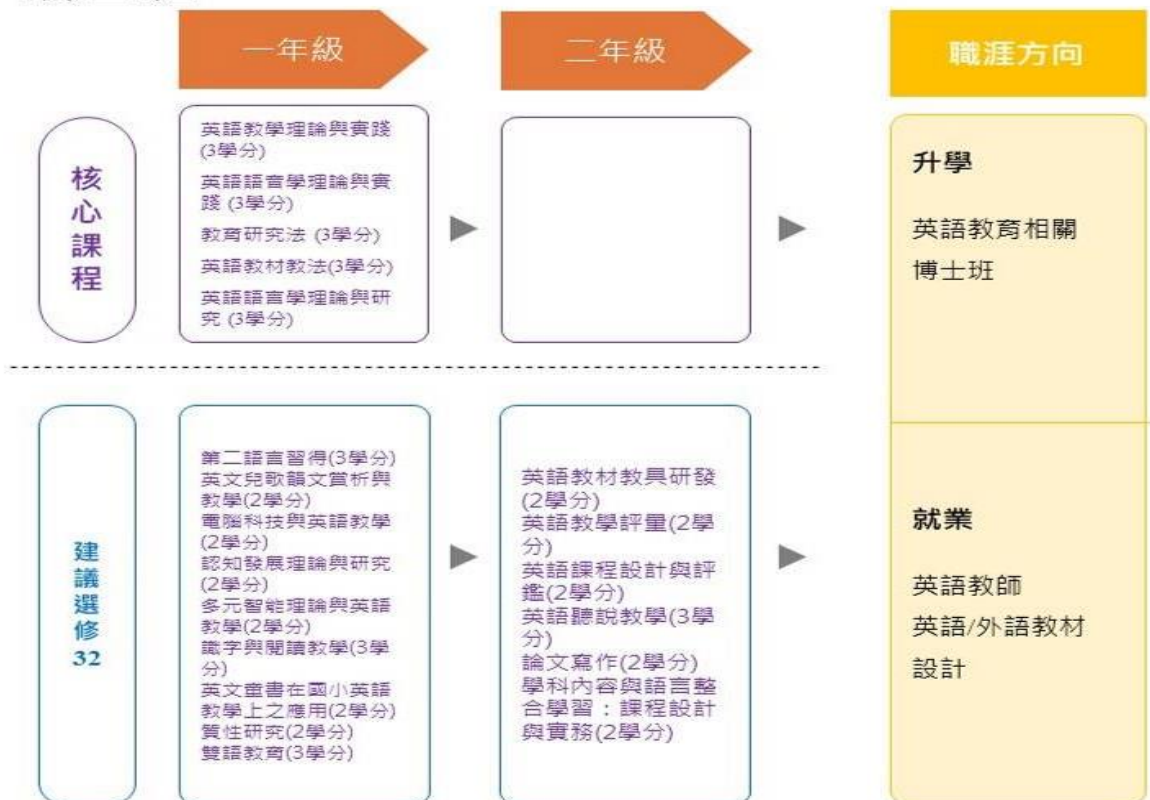 一年級
二年級
職涯方向
核
心
課
程
英語教學理論與實踐
(3學分)
英語語音學理論與實
踐 (3學分)
教育研究法 (3學分)
英語教材教法(3學分)
英語語言學理論與研
究 (3學分)
升學
英語教育相關
博士班
建
議
選
修
32
第二語言習得(3學分)
英文兒歌韻文賞析與
教學(2學分)
電腦科技與英語教學
(2學分)
認知發展理論與研究
(2學分)
多元智能理論與英語
教學(2學分)
識字與閱讀教學(3學
分)
英文童書在國小英語
教學上之應用(2學分)
質性研究(2學分)
雙語教育(3學分)
英語教材教具研發
(2學分)
英語教學評量(2學
分)
英語課程設計與評
鑑(2學分)
英語聽說教學(3學
分)
論文寫作(2學分)
學科內容與語言整
合學習：課程設計
與實務(2學分)
就業
英語教師
英語/外語教材
設計